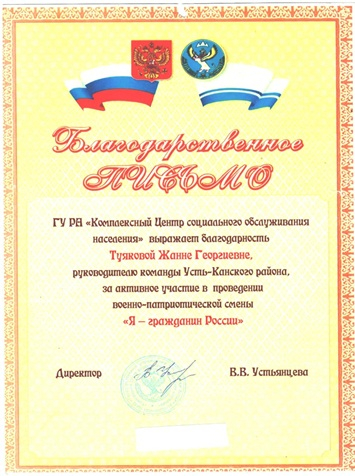 Благодарственное
ПИСЬМО
ГУ РА «Комплексный Центр социального обслуживания
населения» выражает благодарность
Туяковой Жанне Георгиевне,
руководителю команды Усть-Канского района,
за активное участие в проведении
военно-патриотической смены
«Я – гражданин России»
Директор В.В. Устьянцева